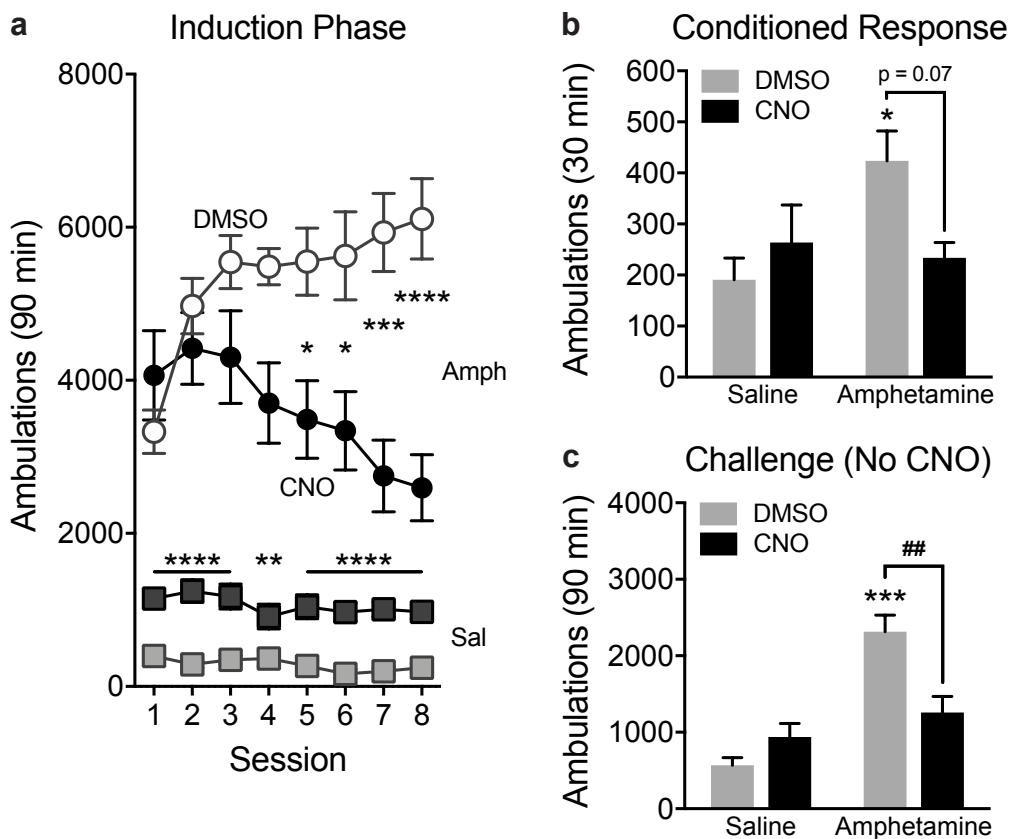 a
Induction Phase
Ambulations (90 min)
8000
6000
4000
2000
0
DMSO
****
***
* *
Amph
CNO
**** ** ****
Sal
1 2 3 4 5 6 7 8
Session
b
Conditioned Response
Ambulations (30 min)
600
500
400
300
200
100
0
DMSO
CNO
p = 0.07
*
Saline Amphetamine
c
Challenge (No CNO)
Ambulations (90 min)
4000
3000
2000
1000
0
DMSO
CNO
##
***
Saline Amphetamine